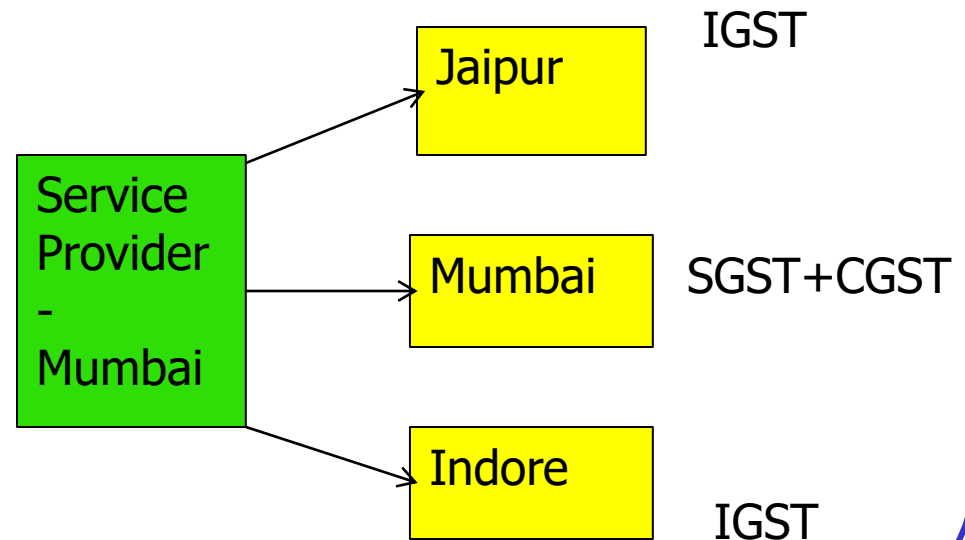 IGST
Jaipur
Service
Provider
-
Mumbai
Mumbai
SGST+CGST
Indore
IGST